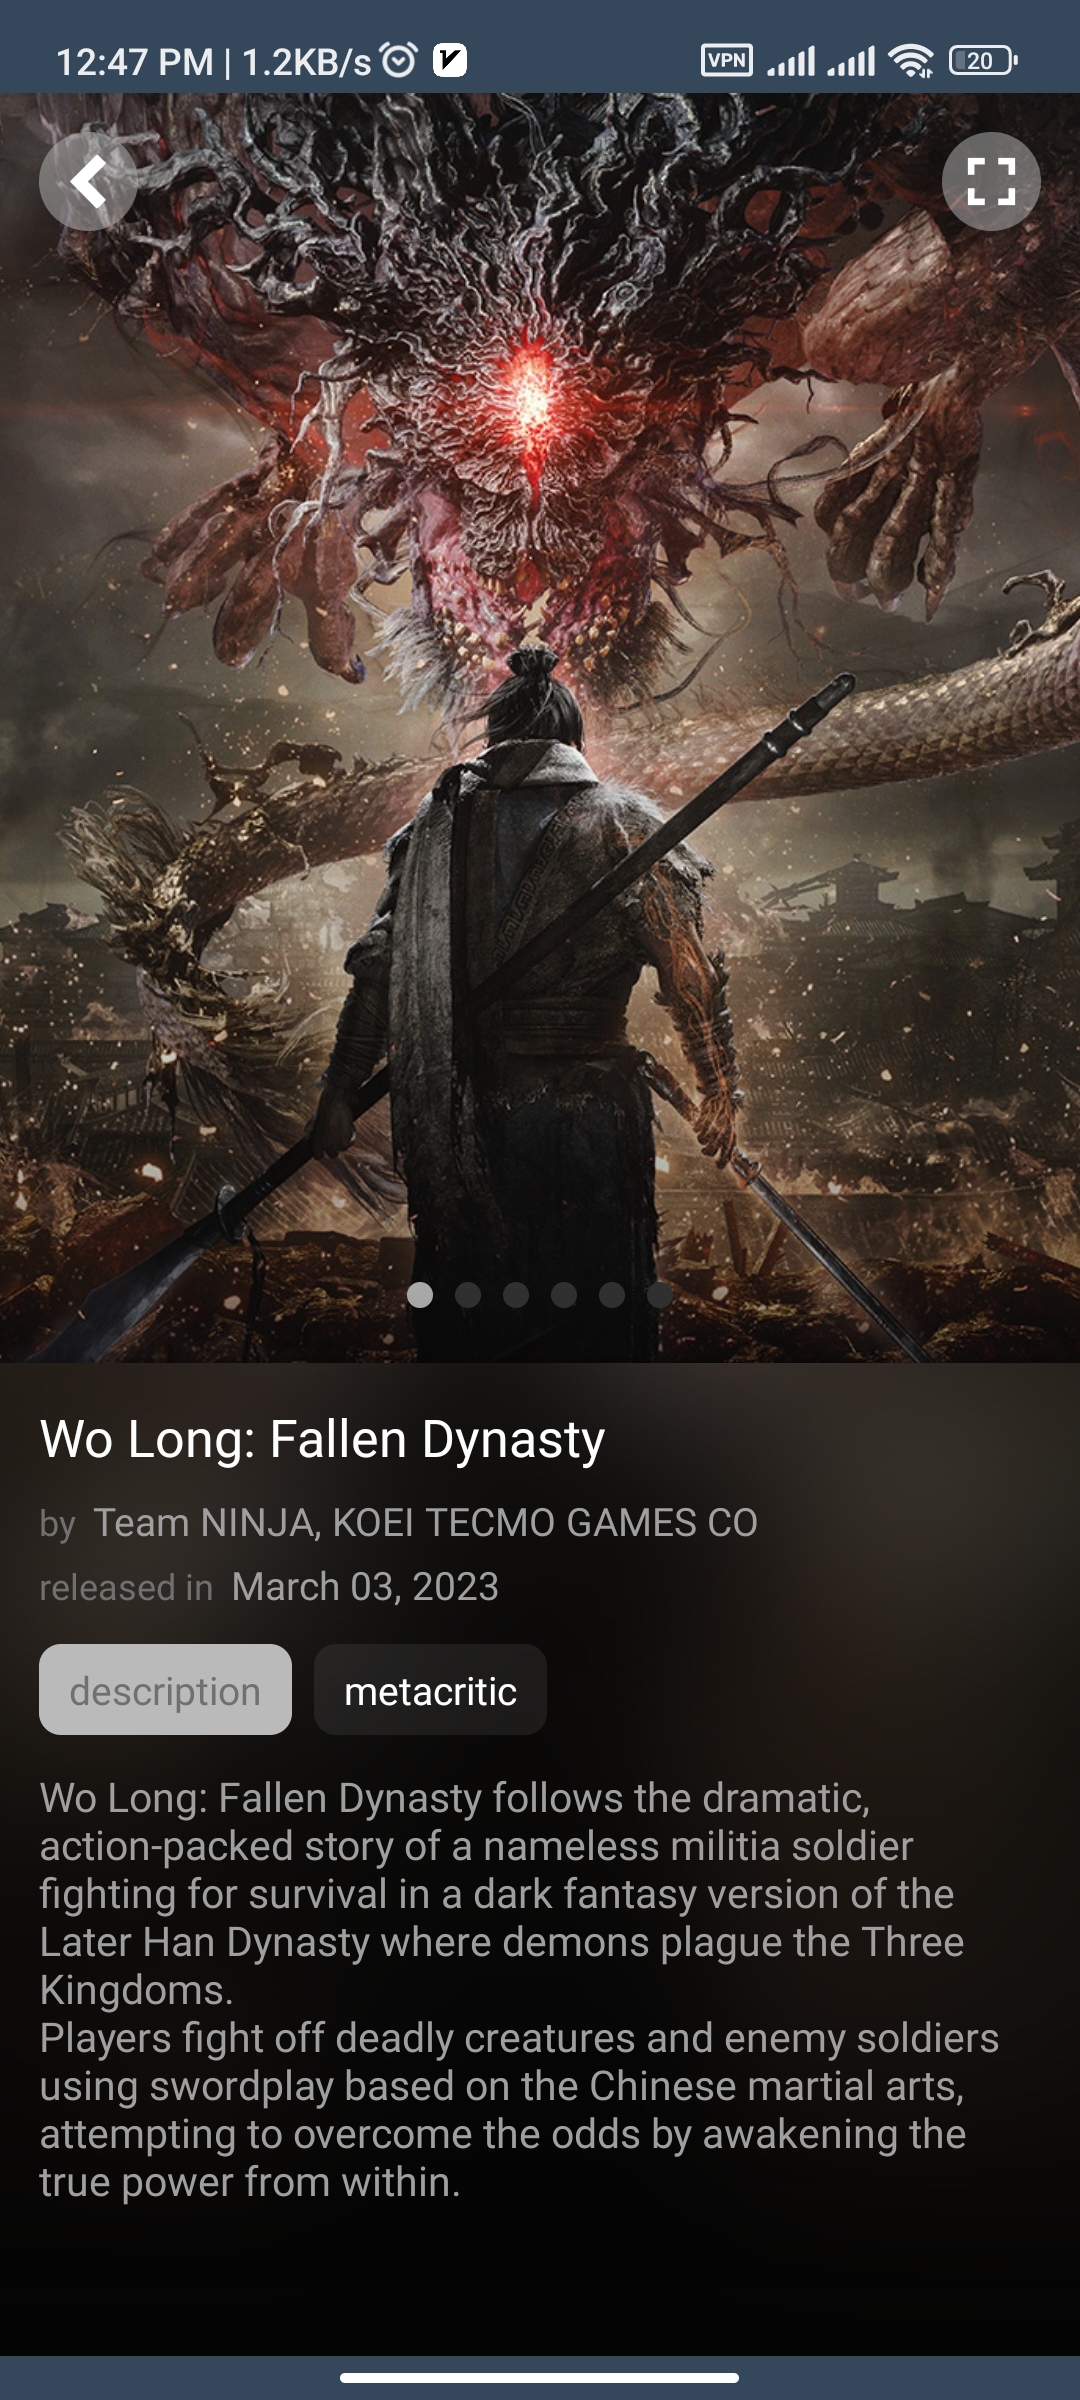 12:47 PM | 1.2KB/s VPN 20
Wo Long: Fallen Dynasty
by Team NINJA, KOEI TECMO GAMES CO
released in March 03, 2023
description metacritic
Wo Long: Fallen Dynasty follows the dramatic,
action-packed story of a nameless militia soldier
fighting for survival in a dark fantasy version of the
Later Han Dynasty where demons plague the Three
Kingdoms.
Players fight off deadly creatures and enemy soldiers
using swordplay based on the Chinese martial arts,
attempting to overcome the odds by awakening the
true power from within.